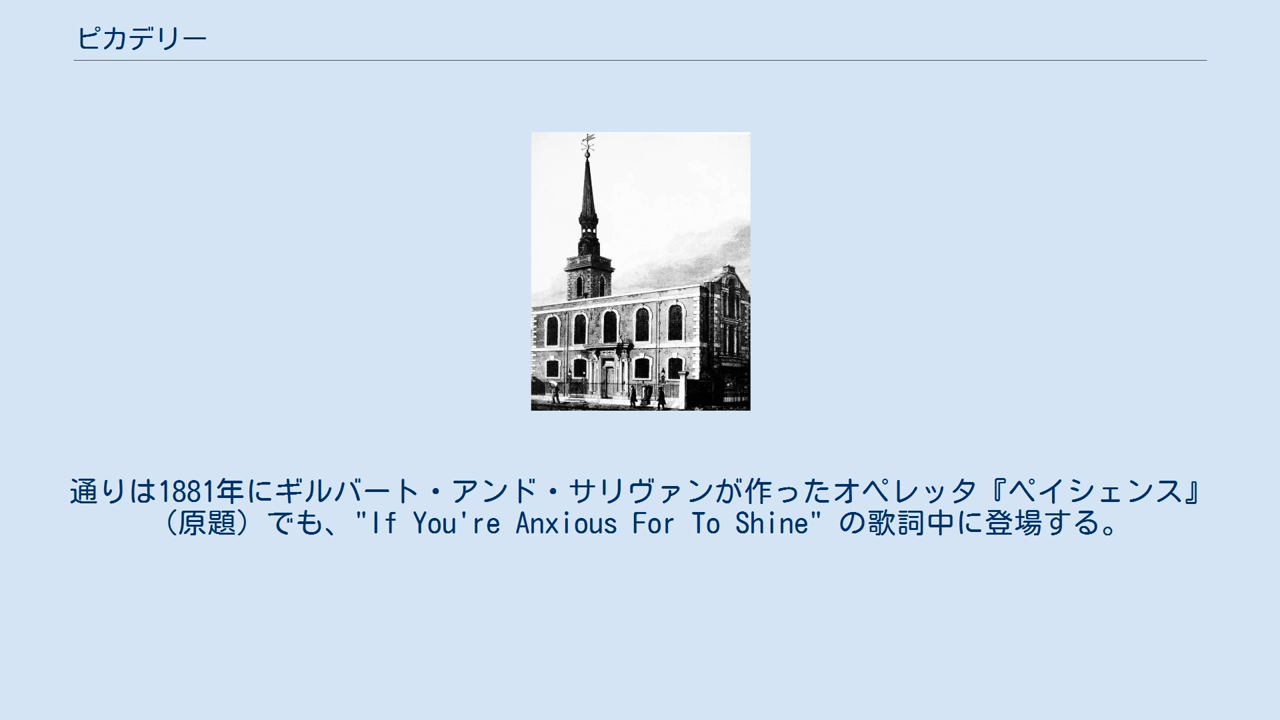 ピカデリー
通りは1881年にギルバート・アンド・サリヴァンが作ったオペレッタ『ペイシェンス』
（原題）でも、"If You're Anxious For To Shine" の歌詞中に登場する。